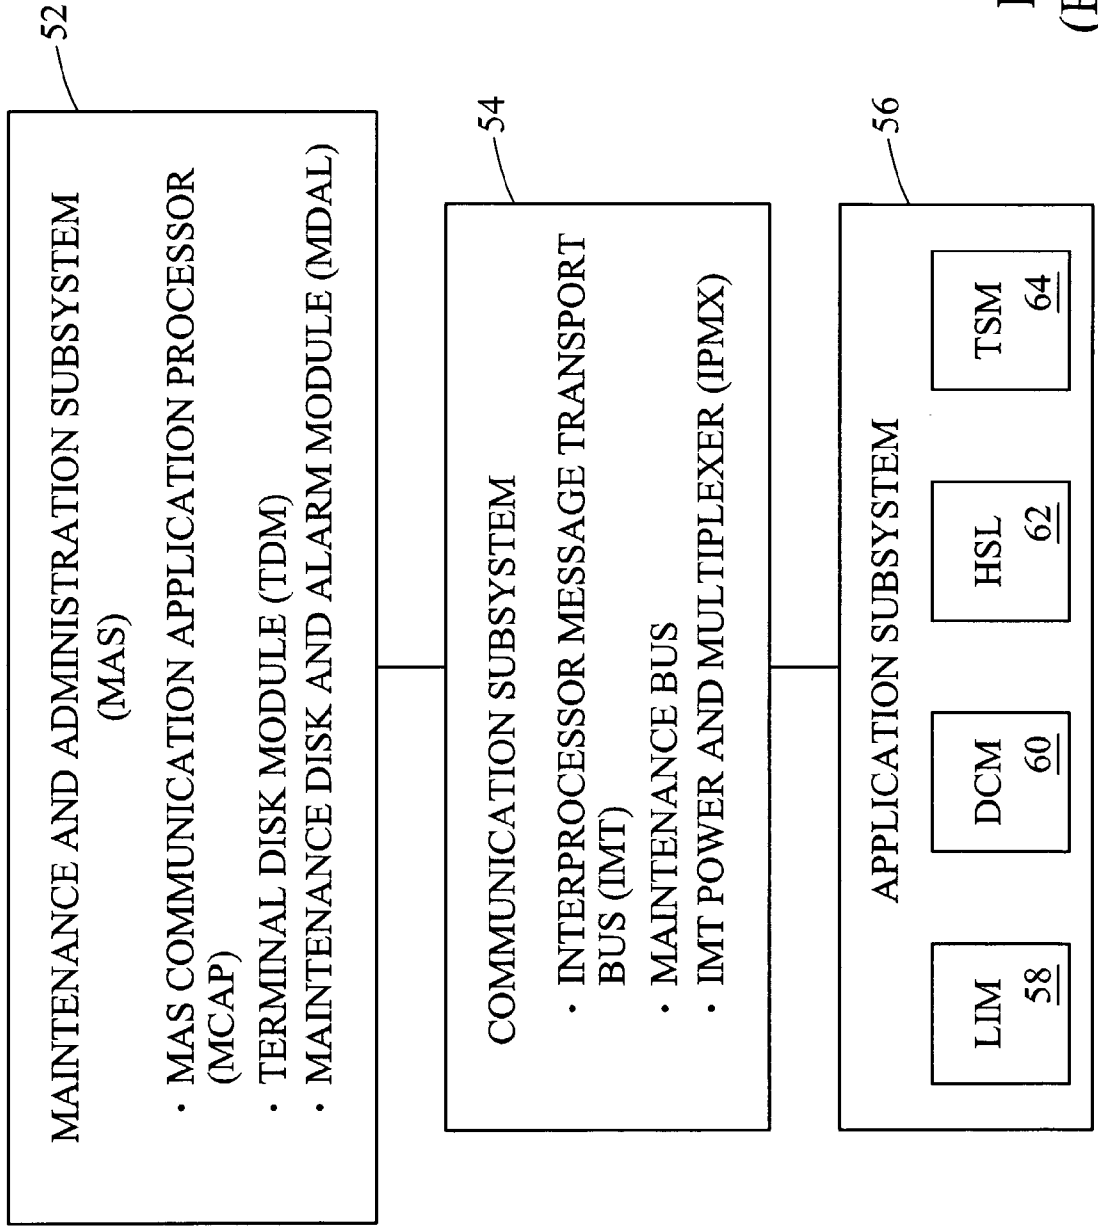 52
MAINTENANCE AND ADMINISTRATION SUBSYSTEM
(MAS)
· MAS COMMUNICATION APPLICATION PROCESSOR
(MCAP)
· TERMINAL DISK MODULE (TDM)
· MAINTENANCE DISK AND ALARM MODULE (MDAL)
54
COMMUNICATION SUBSYSTEM
· INTERPROCESSOR MESSAGE TRANSPORT
BUS (IMT)
· MAINTENANCE BUS
· IMT POWER AND MULTIPLEXER (IPMX)
56
APPLICATION SUBSYSTEM
LIM
58
DCM
60
HSL
62
TSM
64